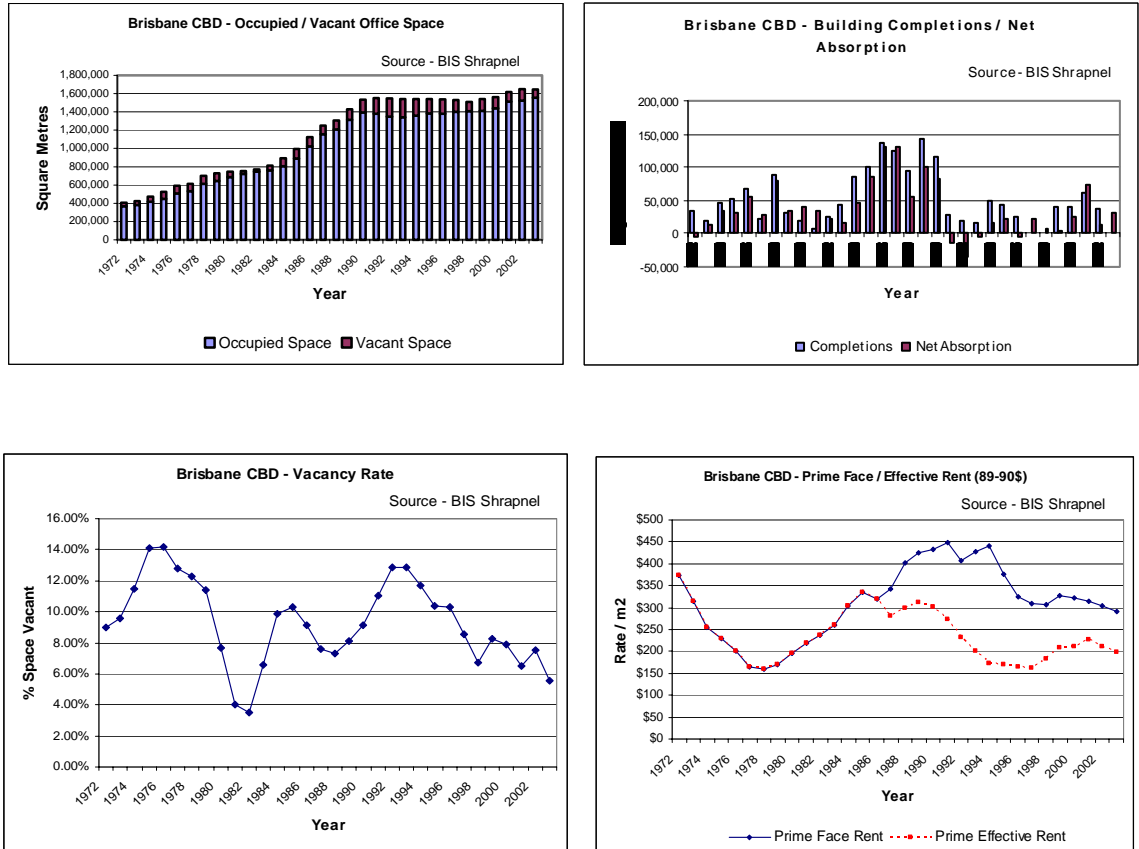 Brisbane CBD - Occupied / Vacant Office Space
Source - BIS Shrapnel
1,800,000
1,600,000
1,400,000
1,200,000
1,000,000
800,000
600,000
400,000
200,000
0
Square Metres
1972 1974 1976 1978 1980 1982 1984 1986 1988 1990 1992 1994 1996 1998 2000 2002
Year
Occupied Space Vacant Space
Brisbane CBD - Building Completions / Net
Absorption
Source - BIS Shrapnel
200,000
150,000
100,000
50,000
0
-50,000
Year
Completions Net Absorption
Brisbane CBD - Vacancy Rate
Source - BIS Shrapnel
16.00%
14.00%
12.00%
10.00%
8.00%
6.00%
4.00%
2.00%
0.00%
% Space Vacant
1972 1974 1976 1978 1980 1982 1984 1986 1988 1990 1992 1994 1996 1998 2000 2002
Year
Brisbane CBD - Prime Face / Effective Rent (89-90$)
Source - BIS Shrapnel
$500
$450
$400
$350
$300
$250
$200
$150
$100
$50
$0
Rate / m2
1972 1974 1976 1978 1980 1982 1984 1986 1988 1990 1992 1994 1996 1998 2000 2002
Year
Prime Face Rent Prime Effective Rent